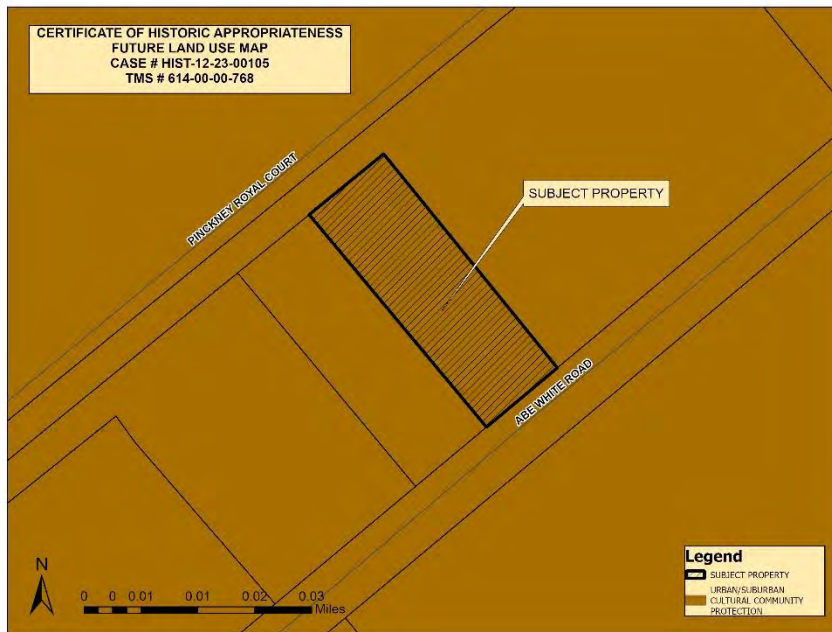 CERTIFICATE OF HISTORIC APPROPRIATENESS
FUTURE LAND USE MAP
CASE # HIST-12-23-00105
TMS # 614-00-00-768
PINCKNEY ROYAL COURT
SUBJECT PROPERTY
ABE WHITE ROAD
N
0 0 0.01 0.01 0.02 0.03
Miles
Legend
SUBJECT PROPERTY
URBAN/SUBURBAN
CULTURAL COMMUNITY
PROTECTION